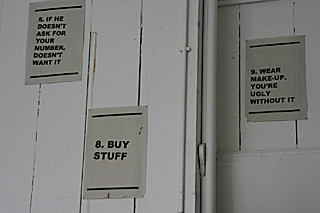 6. IF HE
DOESN'T
ASK FOR
YOUR
NUMBER,
DOESN'T
WANT IT
8. BUY
STUFF
9. WEAR
MAKE-UP.
YOU'RE
UGLY
WITHOUT IT